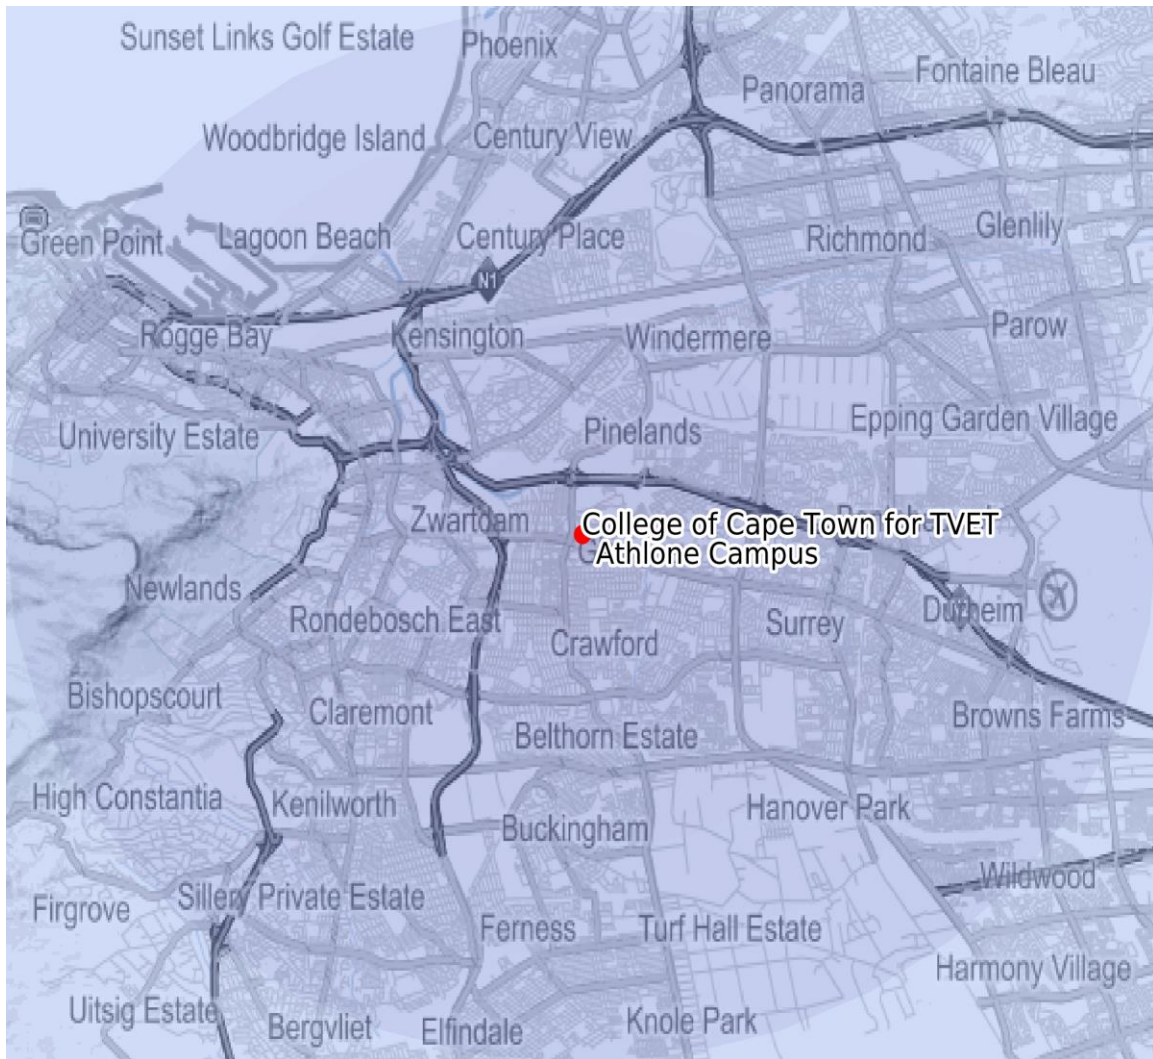 Sunset Links Golf Estate
Phoenix
Fontaine Bleau
Panorama
Woodbridge Island
Century View
Green Point
Lagoon Beach
Century Place
Richmond
Glenlily
N1
Rogge Bay
Kensington
Windermere
Parow
University Estate
Pinelands
Epping Garden Village
Zwartdam
College of Cape Town for TVET
Athlone Campus
Newlands
Rondebosch East
Crawford
Surrey
Durheim
Bishopscourt
Claremont
Belthorn Estate
Browns Farms
High Constantia
Kenilworth
Buckingham
Hanover Park
Wildwood
Firgrove
Sillery Private Estate
Ferness
Turf Hall Estate
Harmony Village
Uitsig Estate
Bergvliet
Elfindale
Knole Park